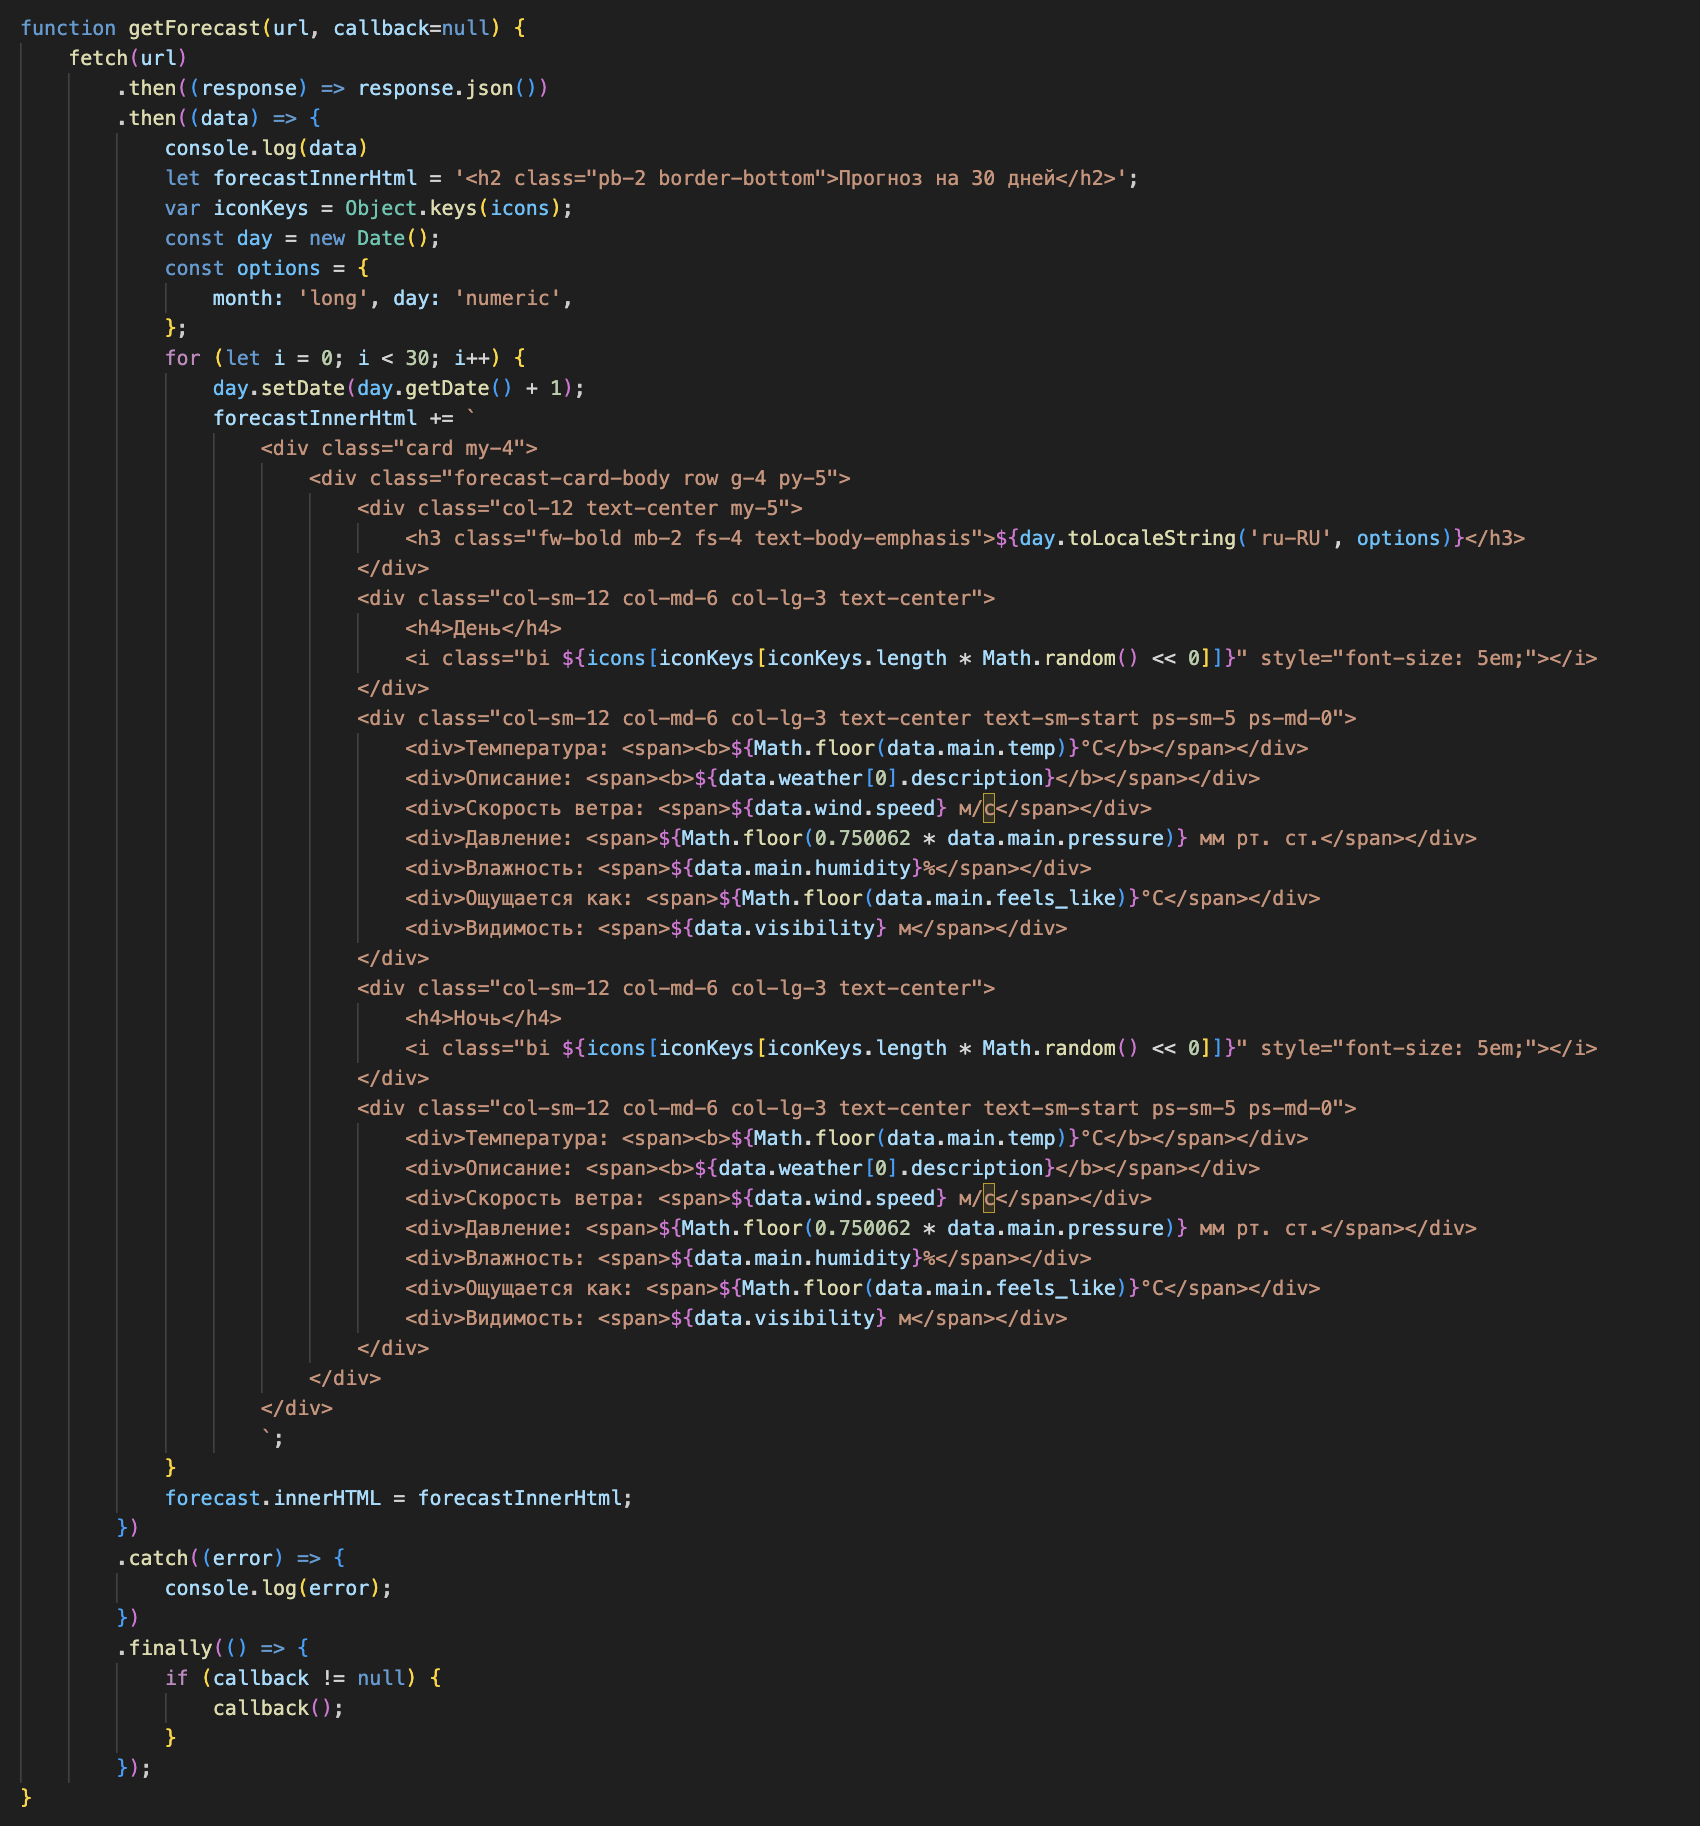 function getForecast(url, callback=null) {
    fetch(url)
        .then((response) => response.json())
        .then((data) => {
            console.log(data)
            let forecastInnerHtml = '<h2 class="pb-2 border-bottom">Прогноз на 30 дней</h2>';
            var iconKeys = Object.keys(icons);
            const day = new Date();
            const options = {
                month: 'long', day: 'numeric',
            };
            for (let i = 0; i < 30; i++) {
                day.setDate(day.getDate() + 1);
                forecastInnerHtml += `
                    <div class="card my-4">
                        <div class="forecast-card-body row g-4 py-5">
                            <div class="col-12 text-center my-5">
                                <h3 class="fw-bold mb-2 fs-4 text-body-emphasis">${day.toLocaleString('ru-RU', options)}</h3>
                            </div>
                            <div class="col-sm-12 col-md-6 col-lg-3 text-center">
                                <h4>День</h4>
                                <i class="bi ${icons[iconKeys[iconKeys.length * Math.random() << 0]]}" style="font-size: 5em;"></i>
                            </div>
                            <div class="col-sm-12 col-md-6 col-lg-3 text-center text-sm-start ps-sm-5 ps-md-0">
                                <div>Температура: <span><b>${Math.floor(data.main.temp)}°C</b></span></div>
                                <div>Описание: <span><b>${data.weather[0].description}</b></span></div>
                                <div>Скорость ветра: <span>${data.wind.speed} м/с</span></div>
                                <div>Давление: <span>${Math.floor(0.750062 * data.main.pressure)} мм рт. ст.</span></div>
                                <div>Влажность: <span>${data.main.humidity}%</span></div>
                                <div>Ощущается как: <span>${Math.floor(data.main.feels_like)}°C</span></div>
                                <div>Видимость: <span>${data.visibility} м</span></div>
                            </div>
                            <div class="col-sm-12 col-md-6 col-lg-3 text-center">
                                <h4>Ночь</h4>
                                <i class="bi ${icons[iconKeys[iconKeys.length * Math.random() << 0]]}" style="font-size: 5em;"></i>
                            </div>
                            <div class="col-sm-12 col-md-6 col-lg-3 text-center text-sm-start ps-sm-5 ps-md-0">
                                <div>Температура: <span><b>${Math.floor(data.main.temp)}°C</b></span></div>
                                <div>Описание: <span><b>${data.weather[0].description}</b></span></div>
                                <div>Скорость ветра: <span>${data.wind.speed} м/с</span></div>
                                <div>Давление: <span>${Math.floor(0.750062 * data.main.pressure)} мм рт. ст.</span></div>
                                <div>Влажность: <span>${data.main.humidity}%</span></div>
                                <div>Ощущается как: <span>${Math.floor(data.main.feels_like)}°C</span></div>
                                <div>Видимость: <span>${data.visibility} м</span></div>
                            </div>
                        </div>
                    </div>
                    `;
            }
            forecast.innerHTML = forecastInnerHtml;
        })
        .catch((error) => {
            console.log(error);
        })
        .finally(() => {
            if (callback != null) {
                callback();
            }
        });
}